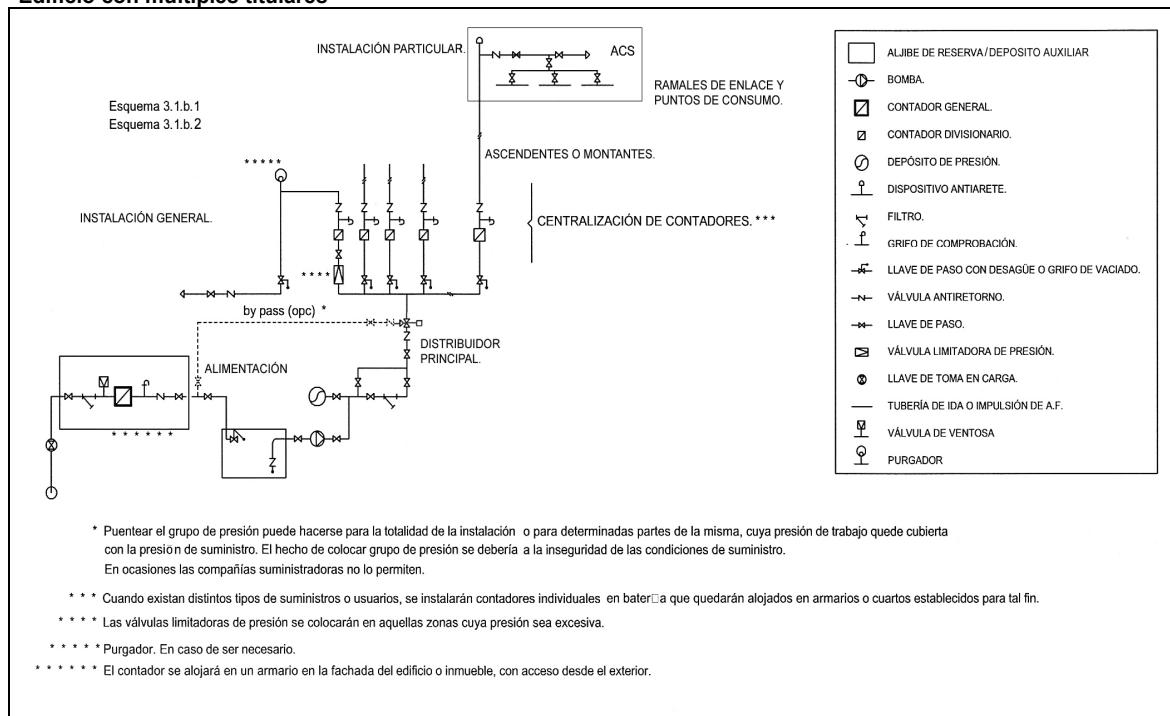 Edificio con múltiples titulares
INSTALACIÓN PARTICULAR.
ACS
RAMALES DE ENLACE Y
PUNTOS DE CONSUMO.
Esquema 3.1.b.1
Esquema 3.1.b.2
* * * * *
ASCENDENTES O MONTANTES.
INSTALACIÓN GENERAL.
CENTRALIZACIÓN DE CONTADORES. * * *
* * * *
by pass (opc) *
DISTRIBUIDOR
PRINCIPAL.
ALIMENTACIÓN
* * * * * *
ALJIBE DE RESERVA/DEPOSITO AUXILIAR
BOMBA.
CONTADOR GENERAL.
CONTADOR DIVISIONARIO.
DEPÓSITO DE PRESIÓN.
DISPOSITIVO ANTIARETE.
FILTRO.
GRIFO DE COMPROBACIÓN.
LLAVE DE PASO CON DESAGÜE O GRIFO DE VACIADO.
VÁLVULA ANTIRETORNO.
LLAVE DE PASO.
VÁLVULA LIMITADORA DE PRESIÓN.
LLAVE DE TOMA EN CARGA.
TUBERÍA DE IDA O IMPULSIÓN DE A.F.
VÁLVULA DE VENTOSA
PURGADOR
* Puentear el grupo de presión puede hacerse para la totalidad de la instalación o para determinadas partes de la misma, cuya presión de trabajo quede cubierta
con la presión de suministro. El hecho de colocar grupo de presión se debería a la inseguridad de las condiciones de suministro.
En ocasiones las compañías suministradoras no lo permiten.
* * * Cuando existan distintos tipos de suministros o usuarios, se instalarán contadores individuales en bater□a que quedarán alojados en armarios o cuartos establecidos para tal fin.
* * * * Las válvulas limitadoras de presión se colocarán en aquellas zonas cuya presión sea excesiva.
* * * * * Purgador. En caso de ser necesario.
* * * * * * El contador se alojará en un armario en la fachada del edificio o inmueble, con acceso desde el exterior.